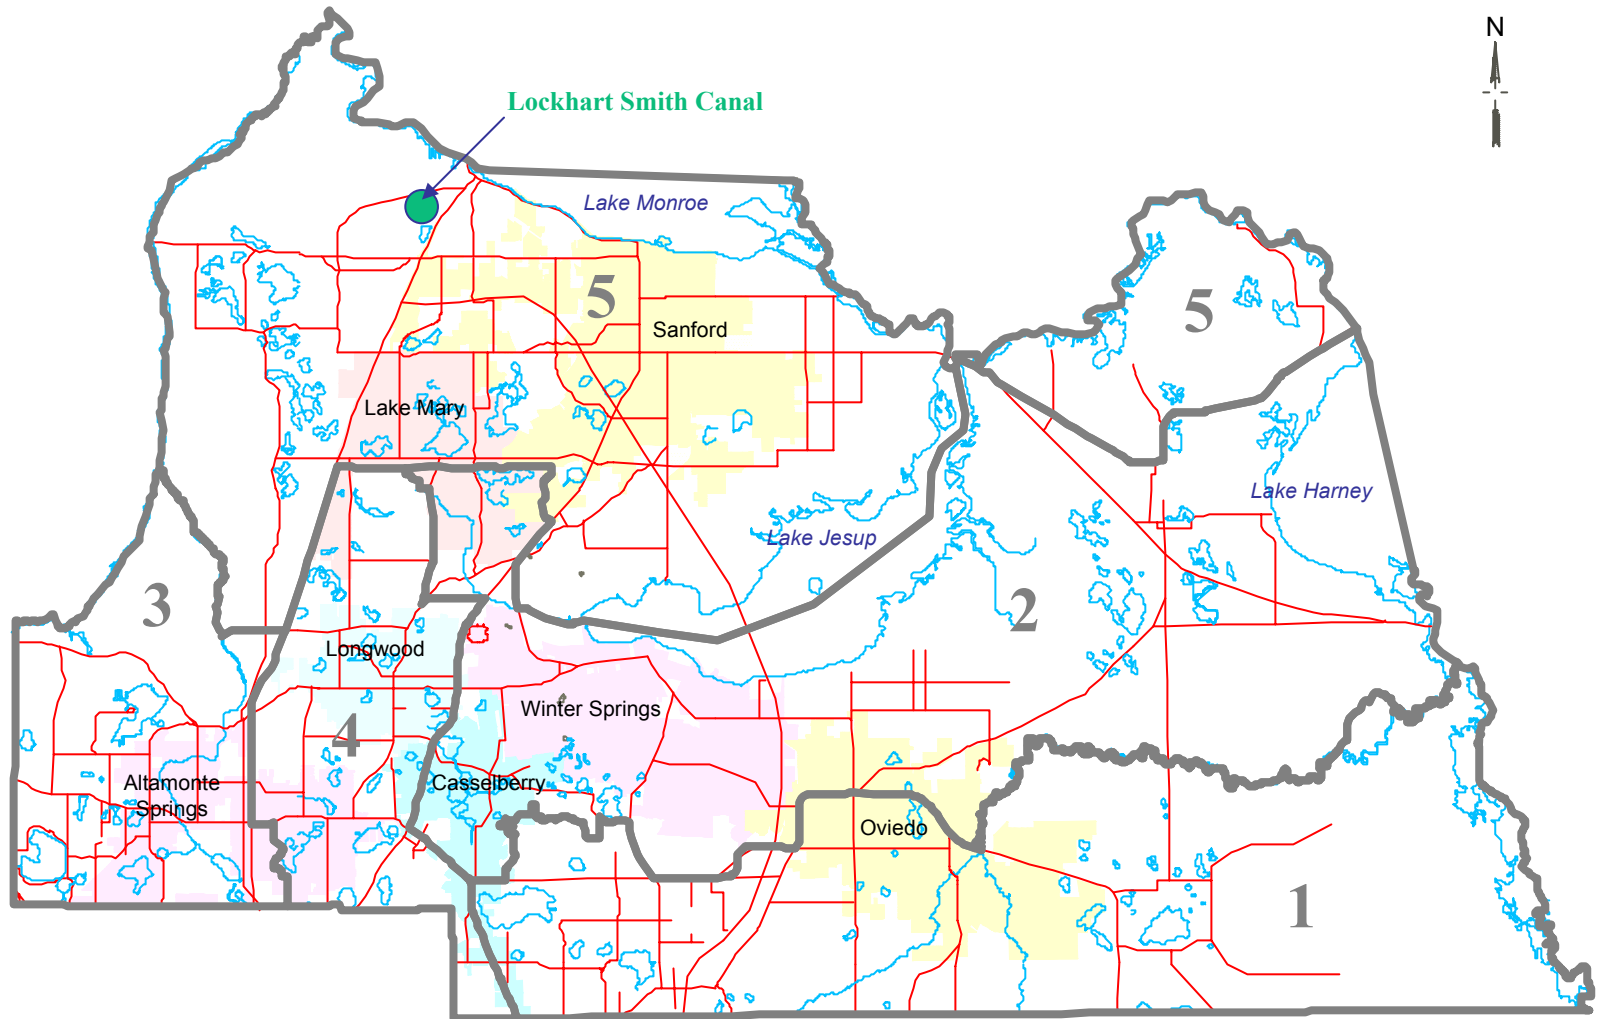 N
Lockhart Smith Canal
Lake Monroe
5
5
Sanford
Lake Mary
Lake Harney
Lake Jesup
3
2
Longwood
Winter Springs
4
Altamonte
Springs
Casselberry
Oviedo
1